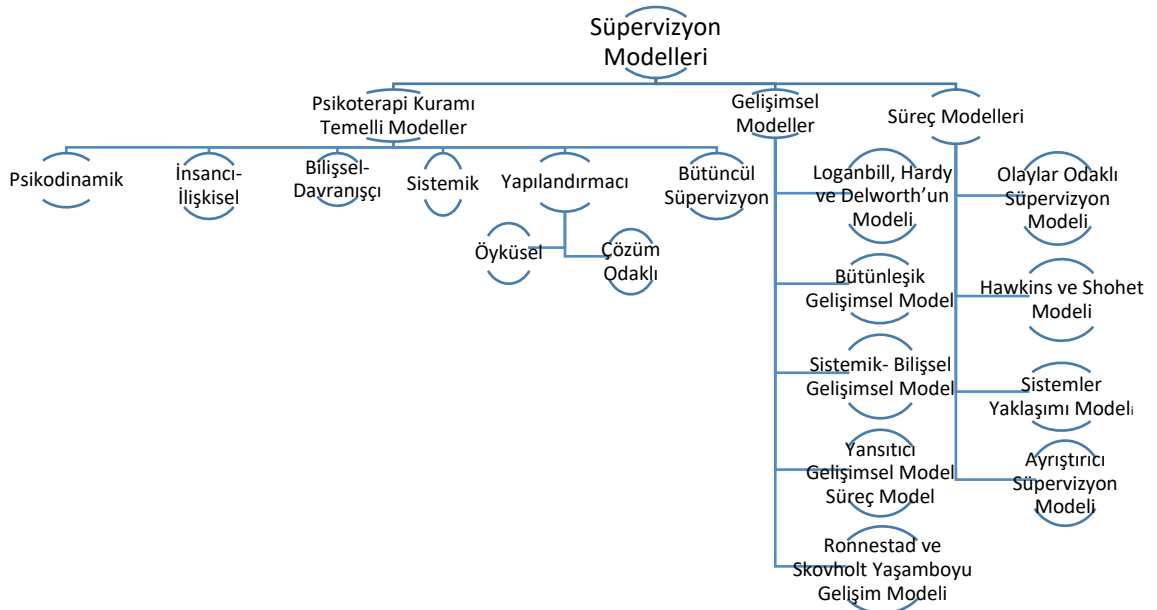 Süpervizyon
Modelleri
Psikoterapi Kuramı
Temelli Modeller
Psikodinamik
İnsancı-
İlişkisel
Bilişsel-
Davranışçı
Sistemik
Yapılandırmacı
Öyküsel
Çözüm
Odaklı
Bütüncül
Süpervizyon
Gelişimsel
Modeller
Loganbill, Hardy
ve Delworth’un
Modeli
Bütünleşik
Gelişimsel Model
Sistemik- Bilişsel
Gelişimsel Model
Yansıtıcı
Gelişimsel Model
Süreç Model
Ronnestad ve
Skovholt Yaşamboyu
Gelişim Modeli
Süreç Modelleri
Olaylar Odaklı
Süpervizyon
Modeli
Hawkins ve Shohet
Modeli
Sistemler
Yaklaşımı Modeli
Ayrıştırıcı
Süpervizyon
Modeli